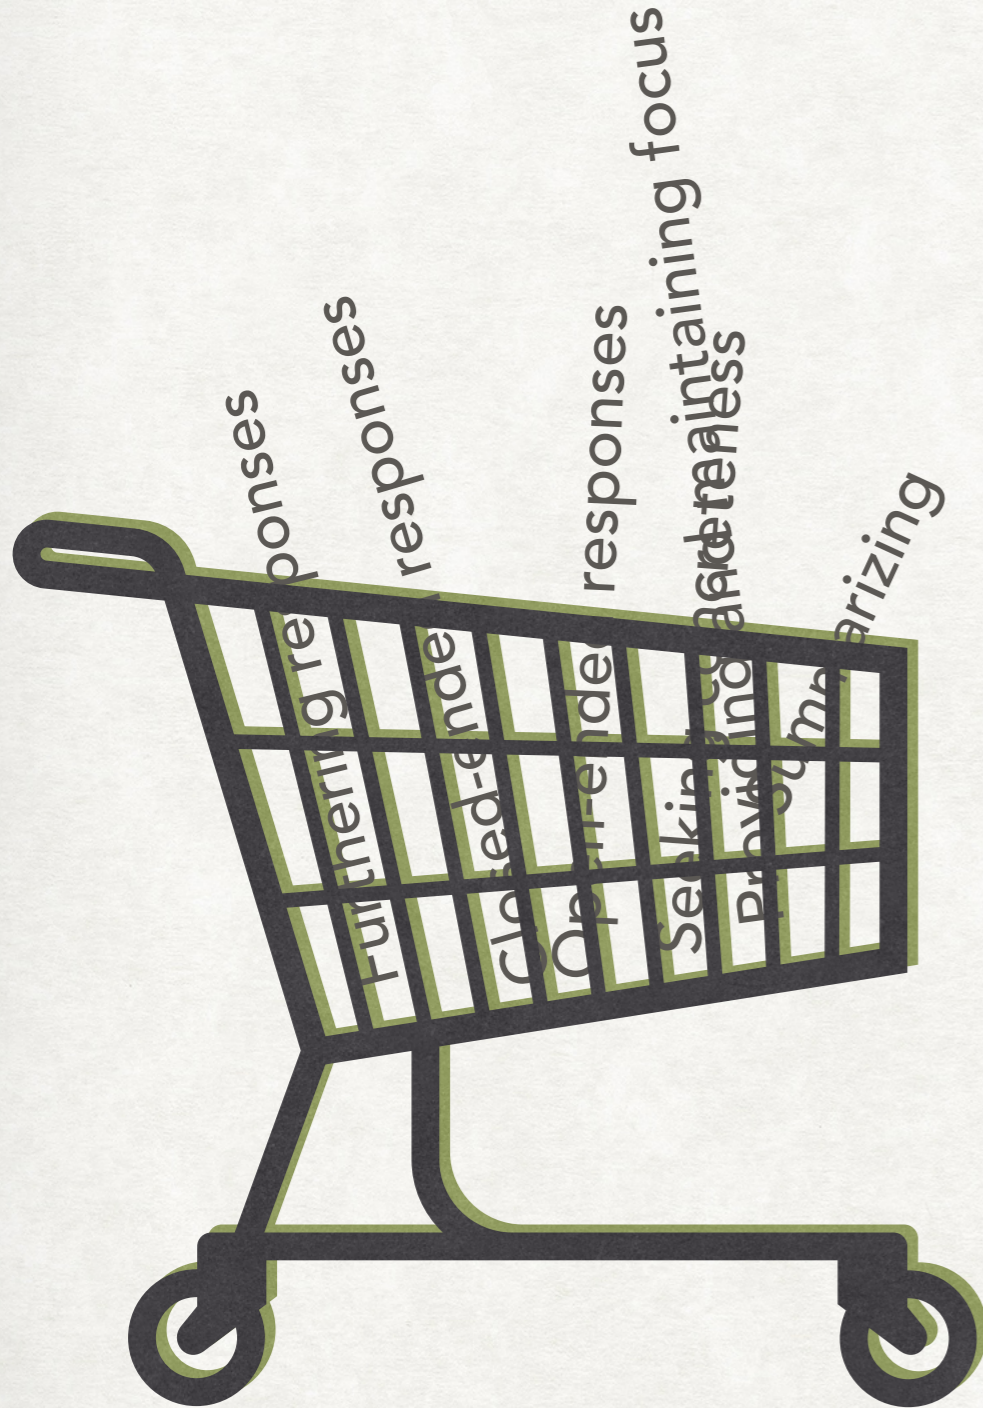 Furthering responses
Closed-ended responses
Open-ended responses
Seeking concreteness
Providing and maintaining focus
Summarizing